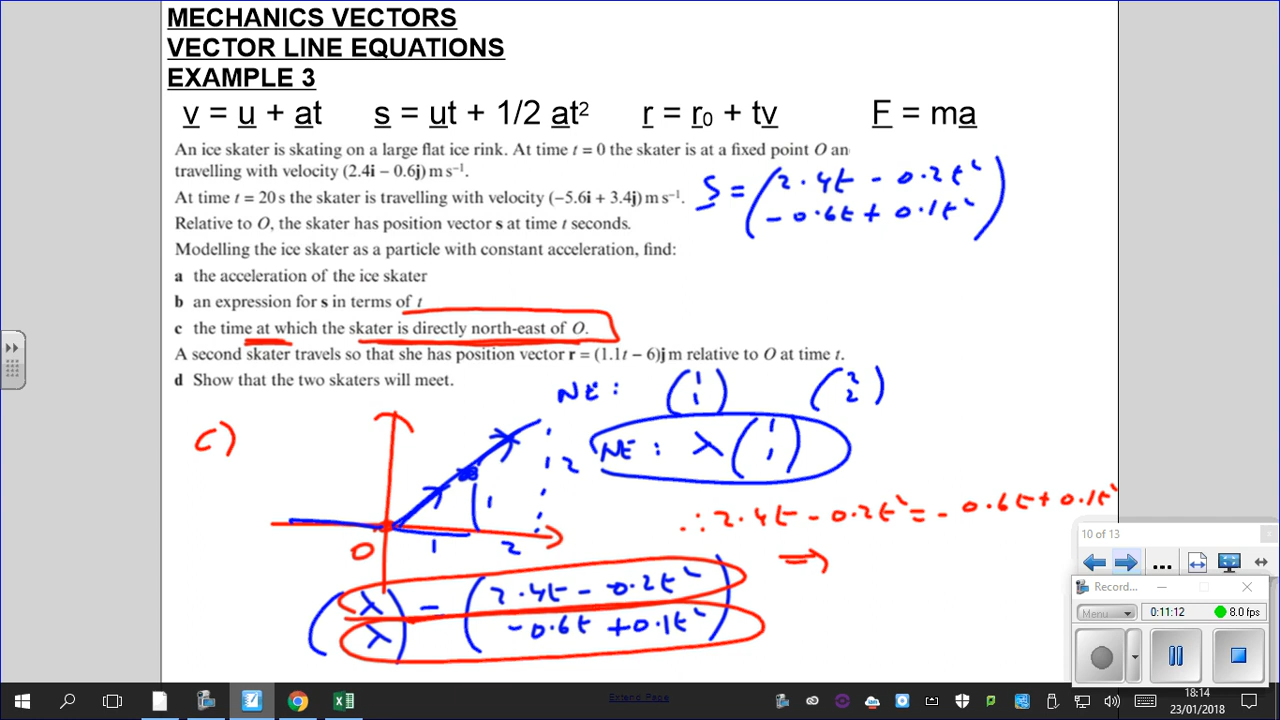 MECHANICS VECTORS
VECTOR LINE EQUATIONS
EXAMPLE 3
v = u + at s = ut + 1/2 at² r = r₀ + tv F = ma
An ice skater is skating on a large flat ice rink. At time t = 0 the skater is at a fixed point O an
travelling with velocity (2.4i − 0.6j) m s⁻¹.
At time t = 20 s the skater is travelling with velocity (−5.6i + 3.4j) m s⁻¹.
s = (2.4t − 0.2t²
− 0.6t + 0.1t²)
Relative to O, the skater has position vector s at time t seconds.
Modelling the ice skater as a particle with constant acceleration, find:
a the acceleration of the ice skater
b an expression for s in terms of t
c the time at which the skater is directly north-east of O.
A second skater travels so that she has position vector r = (1.1t − 6)j m relative to O at time t.
d Show that the two skaters will meet.
NE : (1 1) (2 2)
c)
NE : λ (1 1)
1 2
O 1 2
∴ 2.4t − 0.2t² = − 0.6t + 0.1t²
⇒
(λ λ) = (2.4t − 0.2t²
−0.6t + 0.1t²)
10 of 13
Record...
Menu
0:11:12
8.0 fps
Extend Page
18:14
23/01/2018